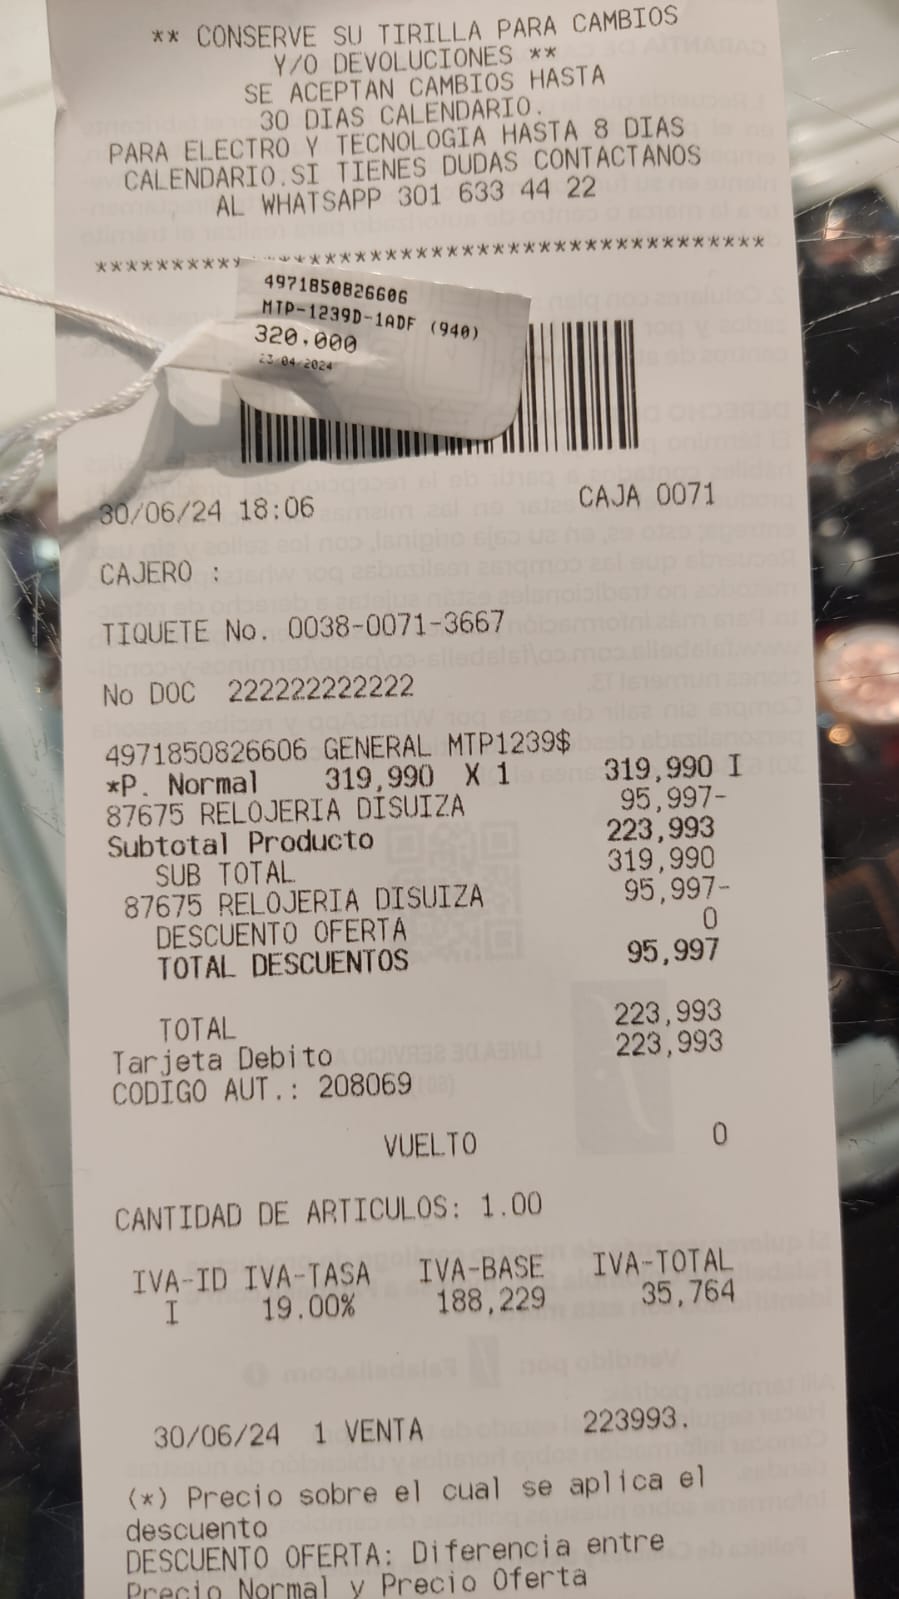 ** CONSERVE SU TIRILLA PARA CAMBIOS
Y/O DEVOLUCIONES **
SE ACEPTAN CAMBIOS HASTA
30 DIAS CALENDARIO.
PARA ELECTRO Y TECNOLOGIA HASTA 8 DIAS
CALENDARIO.SI TIENES DUDAS CONTACTANOS
AL WHATSAPP 301 633 44 22
4971850826606
MTP-1239D-1ADF (940)
320.000
23-04-2024
30/06/24 18:06 CAJA 0071
CAJERO :
TIQUETE No. 0038-0071-3667
No DOC 222222222222
4971850826606 GENERAL MTP1239$
*P. Normal 319,990 X 1 319,990 I
87675 RELOJERIA DISUIZA 95,997-
Subtotal Producto 223,993
SUB TOTAL 319,990
87675 RELOJERIA DISUIZA 95,997-
DESCUENTO OFERTA 0
TOTAL DESCUENTOS 95,997
TOTAL 223,993
Tarjeta Debito 223,993
CODIGO AUT.: 208069
VUELTO 0
CANTIDAD DE ARTICULOS: 1.00
IVA-ID IVA-TASA IVA-BASE IVA-TOTAL
I 19.00% 188,229 35,764
30/06/24 1 VENTA 223993.
(*) Precio sobre el cual se aplica el
descuento
DESCUENTO OFERTA: Diferencia entre
Precio Normal y Precio Oferta